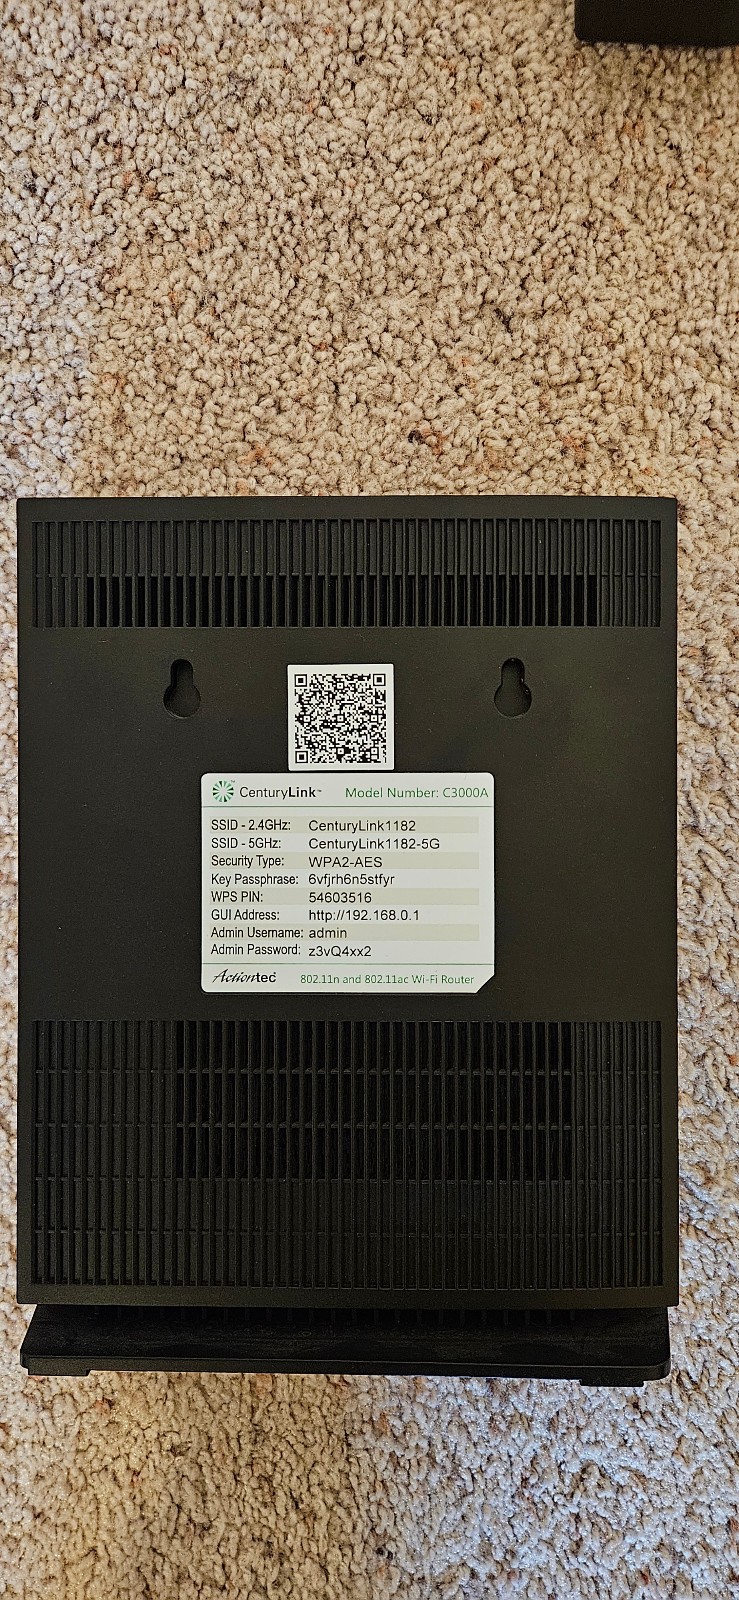 CenturyLink™ Model Number: C3000A
SSID - 2.4GHz: CenturyLink1182
SSID - 5GHz: CenturyLink1182-5G
Security Type: WPA2-AES
Key Passphrase: 6vfjrh6n5stfyr
WPS PIN: 54603516
GUI Address: http://192.168.0.1
Admin Username: admin
Admin Password: z3vQ4xx2
Actiontec 802.11n and 802.11ac Wi-Fi Router